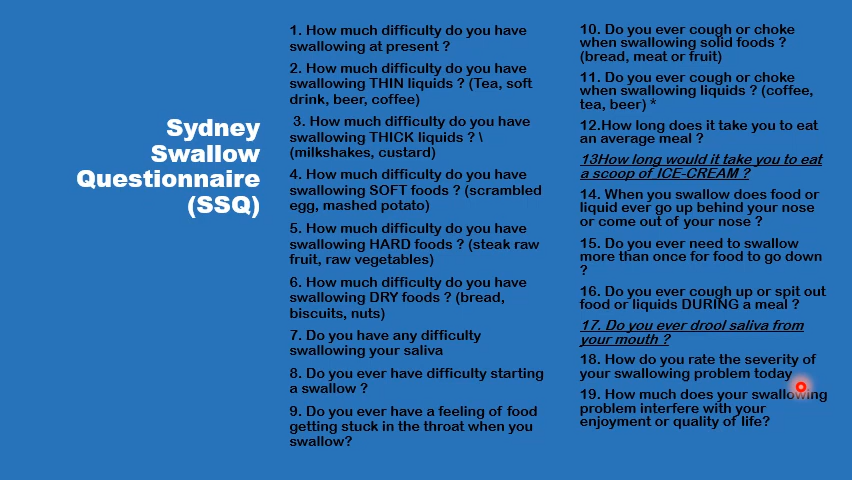 Sydney
Swallow
Questionnaire
(SSQ)
1. How much difficulty do you have
swallowing at present ?
2. How much difficulty do you have
swallowing THIN liquids ? (Tea, soft
drink, beer, coffee)
3. How much difficulty do you have
swallowing THICK liquids ? \
(milkshakes, custard)
4. How much difficulty do you have
swallowing SOFT foods ? (scrambled
egg, mashed potato)
5. How much difficulty do you have
swallowing HARD foods ? (steak raw
fruit, raw vegetables)
6. How much difficulty do you have
swallowing DRY foods ? (bread,
biscuits, nuts)
7. Do you have any difficulty
swallowing your saliva
8. Do you ever have difficulty starting
a swallow ?
9. Do you ever have a feeling of food
getting stuck in the throat when you
swallow?
10. Do you ever cough or choke
when swallowing solid foods ?
(bread, meat or fruit)
11. Do you ever cough or choke
when swallowing liquids ? (coffee,
tea, beer) *
12.How long does it take you to eat
an average meal ?
13How long would it take you to eat
a scoop of ICE-CREAM ?
14. When you swallow does food or
liquid ever go up behind your nose
or come out of your nose ?
15. Do you ever need to swallow
more than once for food to go down
?
16. Do you ever cough up or spit out
food or liquids DURING a meal ?
17. Do you ever drool saliva from
your mouth ?
18. How do you rate the severity of
your swallowing problem today
19. How much does your swallowing
problem interfere with your
enjoyment or quality of life?